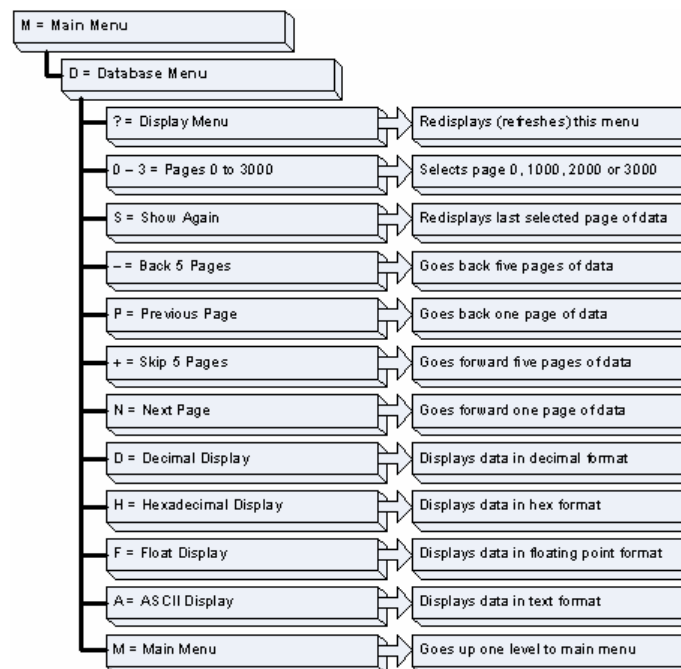 M = Main Menu
D = Database Menu
? = Display Menu
Redisplays (refreshes) this menu
0 – 3 = Pages 0 to 3000
Selects page 0, 1000, 2000 or 3000
S = Show Again
Redisplays last selected page of data
– = Back 5 Pages
Goes back five pages of data
P = Previous Page
Goes back one page of data
+ = Skip 5 Pages
Goes forward five pages of data
N = Next Page
Goes forward one page of data
D = Decimal Display
Displays data in decimal format
H = Hexadecimal Display
Displays data in hex format
F = Float Display
Displays data in floating point format
A = ASCII Display
Displays data in text format
M = Main Menu
Goes up one level to main menu